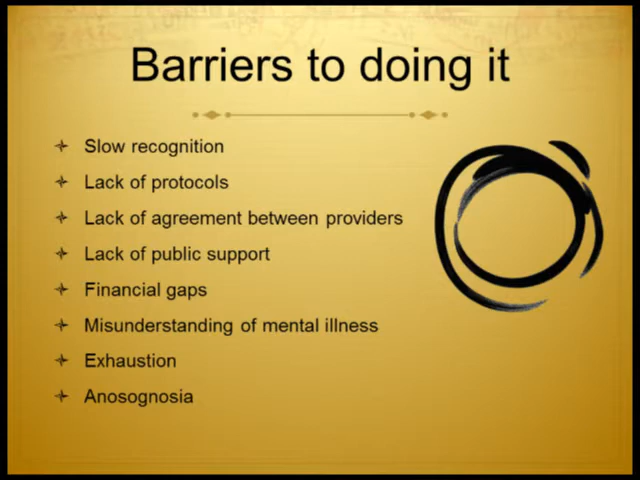 Barriers to doing it
Slow recognition
Lack of protocols
Lack of agreement between providers
Lack of public support
Financial gaps
Misunderstanding of mental illness
Exhaustion
Anosognosia